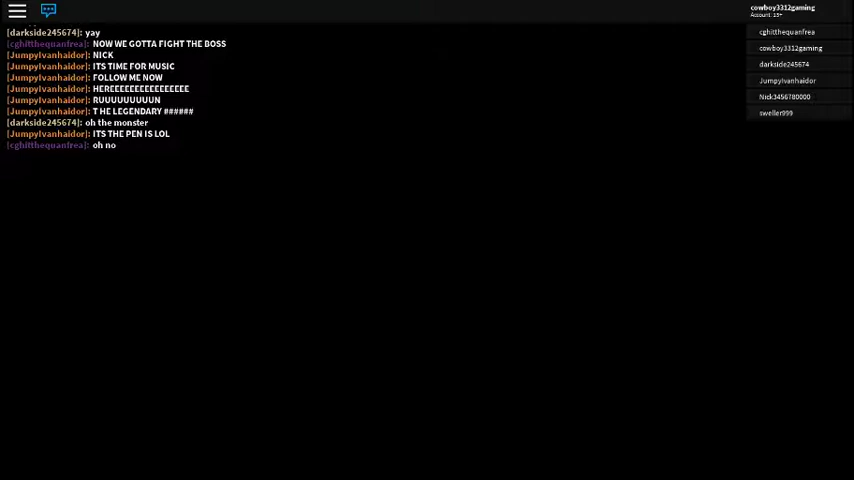 cowboy3312gaming
Account: 13+
[darkside245674]: yay
[cghitthequanfrea]: NOW WE GOTTA FIGHT THE BOSS
[JumpyIvanhaidor]: NICK
[JumpyIvanhaidor]: ITS TIME FOR MUSIC
[JumpyIvanhaidor]: FOLLOW ME NOW
[JumpyIvanhaidor]: HEREEEEEEEEEEEEEEE
[JumpyIvanhaidor]: RUUUUUUUUUN
[JumpyIvanhaidor]: T HE LEGENDARY ######
[darkside245674]: oh the monster
[JumpyIvanhaidor]: ITS THE PEN IS LOL
[cghitthequanfrea]: oh no
cghitthequanfrea
cowboy3312gaming
darkside245674
JumpyIvanhaidor
Nick3456780000
sweller999